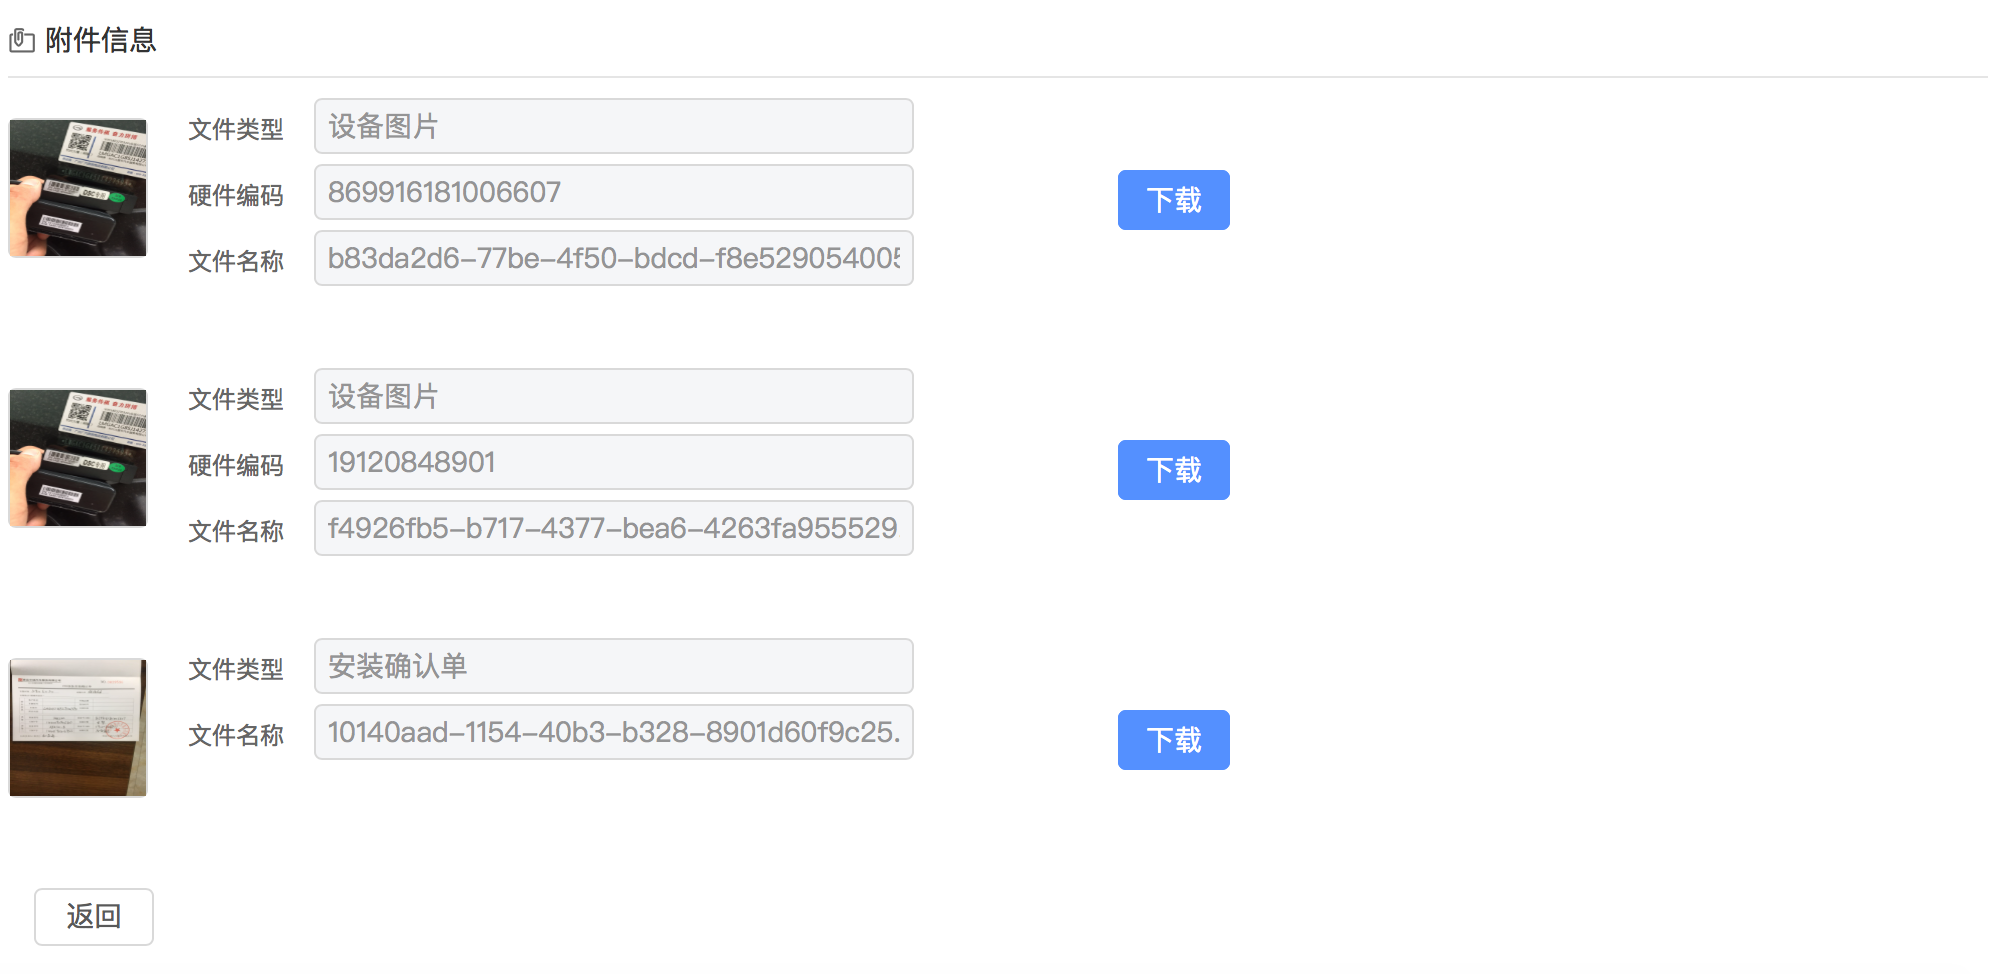 附件信息
文件类型 设备图片
硬件编码 869916181006607
文件名称 b83da2d6-77be-4f50-bdcd-f8e529054005
下载
文件类型 设备图片
硬件编码 19120848901
文件名称 f4926fb5-b717-4377-bea6-4263fa955529
下载
文件类型 安装确认单
文件名称 10140aad-1154-40b3-b328-8901d60f9c25.
下载
返回